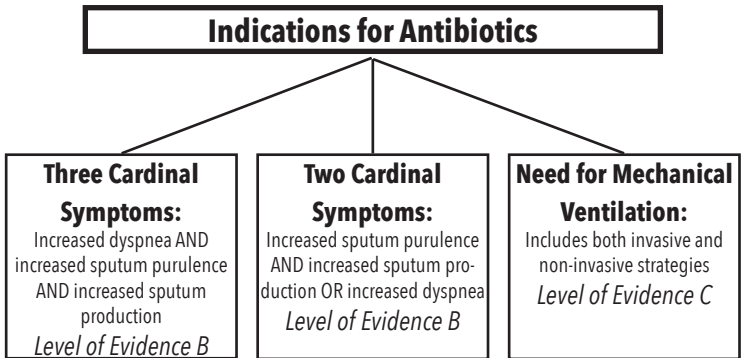 Indications for Antibiotics
Three Cardinal
Symptoms:
Increased dyspnea AND
increased sputum purulence
AND increased sputum
production
Level of Evidence B
Two Cardinal
Symptoms:
Increased sputum purulence
AND increased sputum pro-
duction OR increased dyspnea
Level of Evidence B
Need for Mechanical
Ventilation:
Includes both invasive and
non-invasive strategies
Level of Evidence C